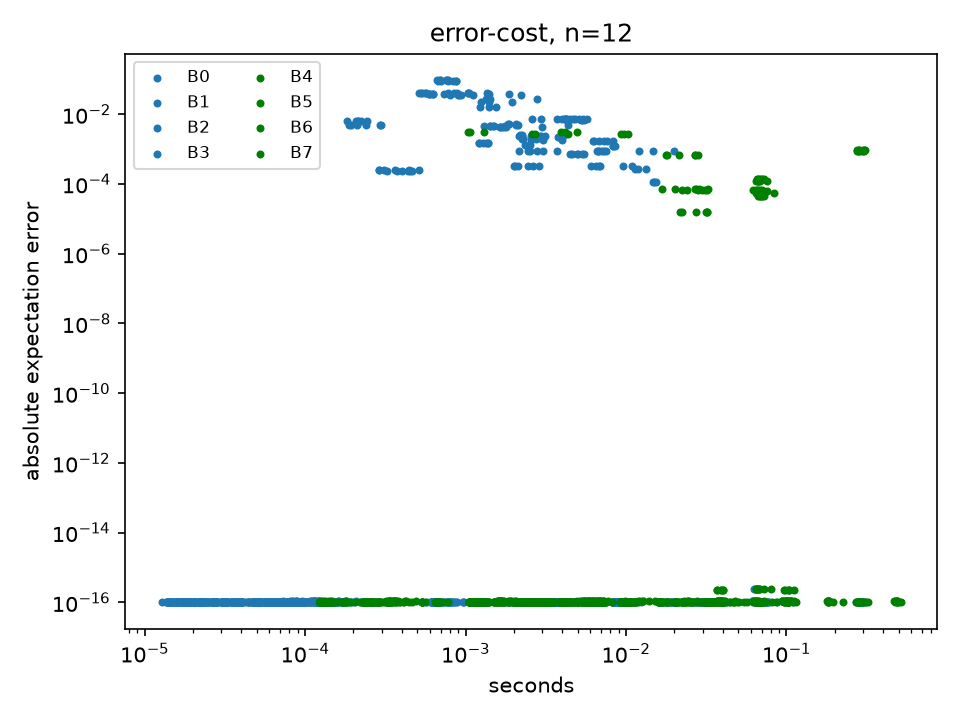 error-cost, n=12
B0 B4
B1 B5
B2 B6
B3 B7
absolute expectation error
10⁻²
10⁻⁴
10⁻⁶
10⁻⁸
10⁻¹⁰
10⁻¹²
10⁻¹⁴
10⁻¹⁶
10⁻⁵ 10⁻⁴ 10⁻³ 10⁻² 10⁻¹
seconds